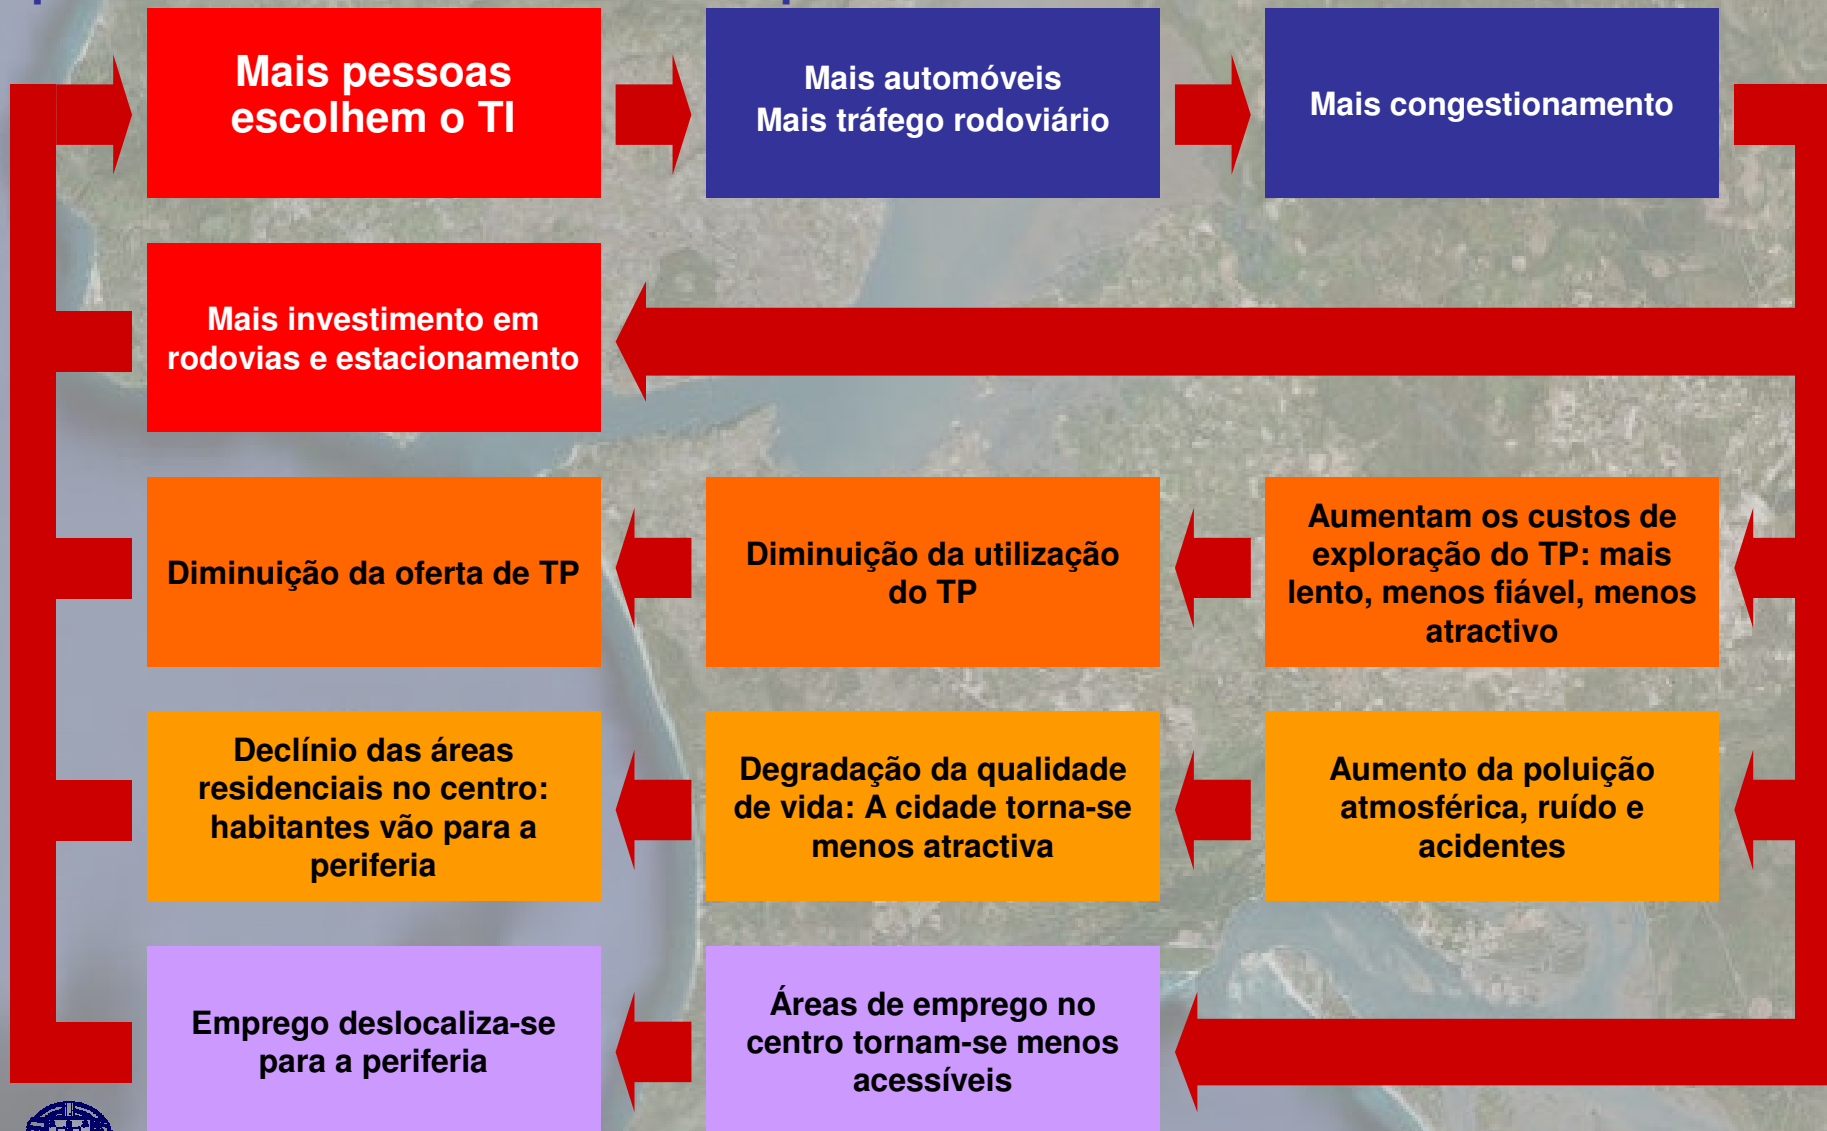 Mais pessoas
escolhem o TI
Mais automóveis
Mais tráfego rodoviário
Mais congestionamento
Mais investimento em
rodovias e estacionamento
Diminuição da oferta de TP
Diminuição da utilização
do TP
Aumentam os custos de
exploração do TP: mais
lento, menos fiável, menos
atractivo
Declínio das áreas
residenciais no centro:
habitantes vão para a
periferia
Degradação da qualidade
de vida: A cidade torna-se
menos atractiva
Aumento da poluição
atmosférica, ruído e
acidentes
Emprego deslocaliza-se
para a periferia
Áreas de emprego no
centro tornam-se menos
acessíveis